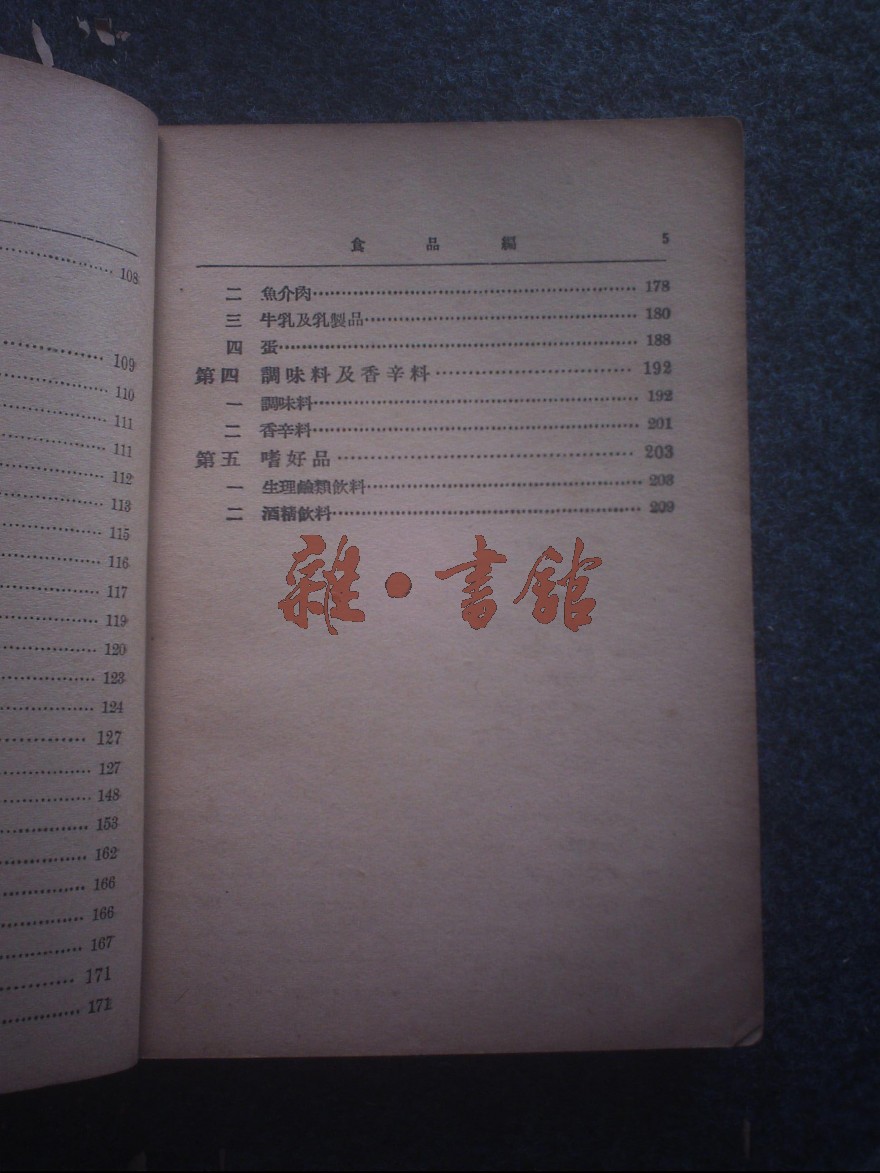 108
109
110
111
111
112
113
115
116
117
119
120
123
124
127
127
148
153
162
166
166
167
171
171
食品編 5
二 魚介肉 178
三 牛乳及乳製品 180
四 蛋 188
第四 調味料及香辛料 192
一 調味料 192
二 香辛料 201
第五 嗜好品 203
一 生理鹼類飲料 203
二 酒精飲料 209
雜·書館